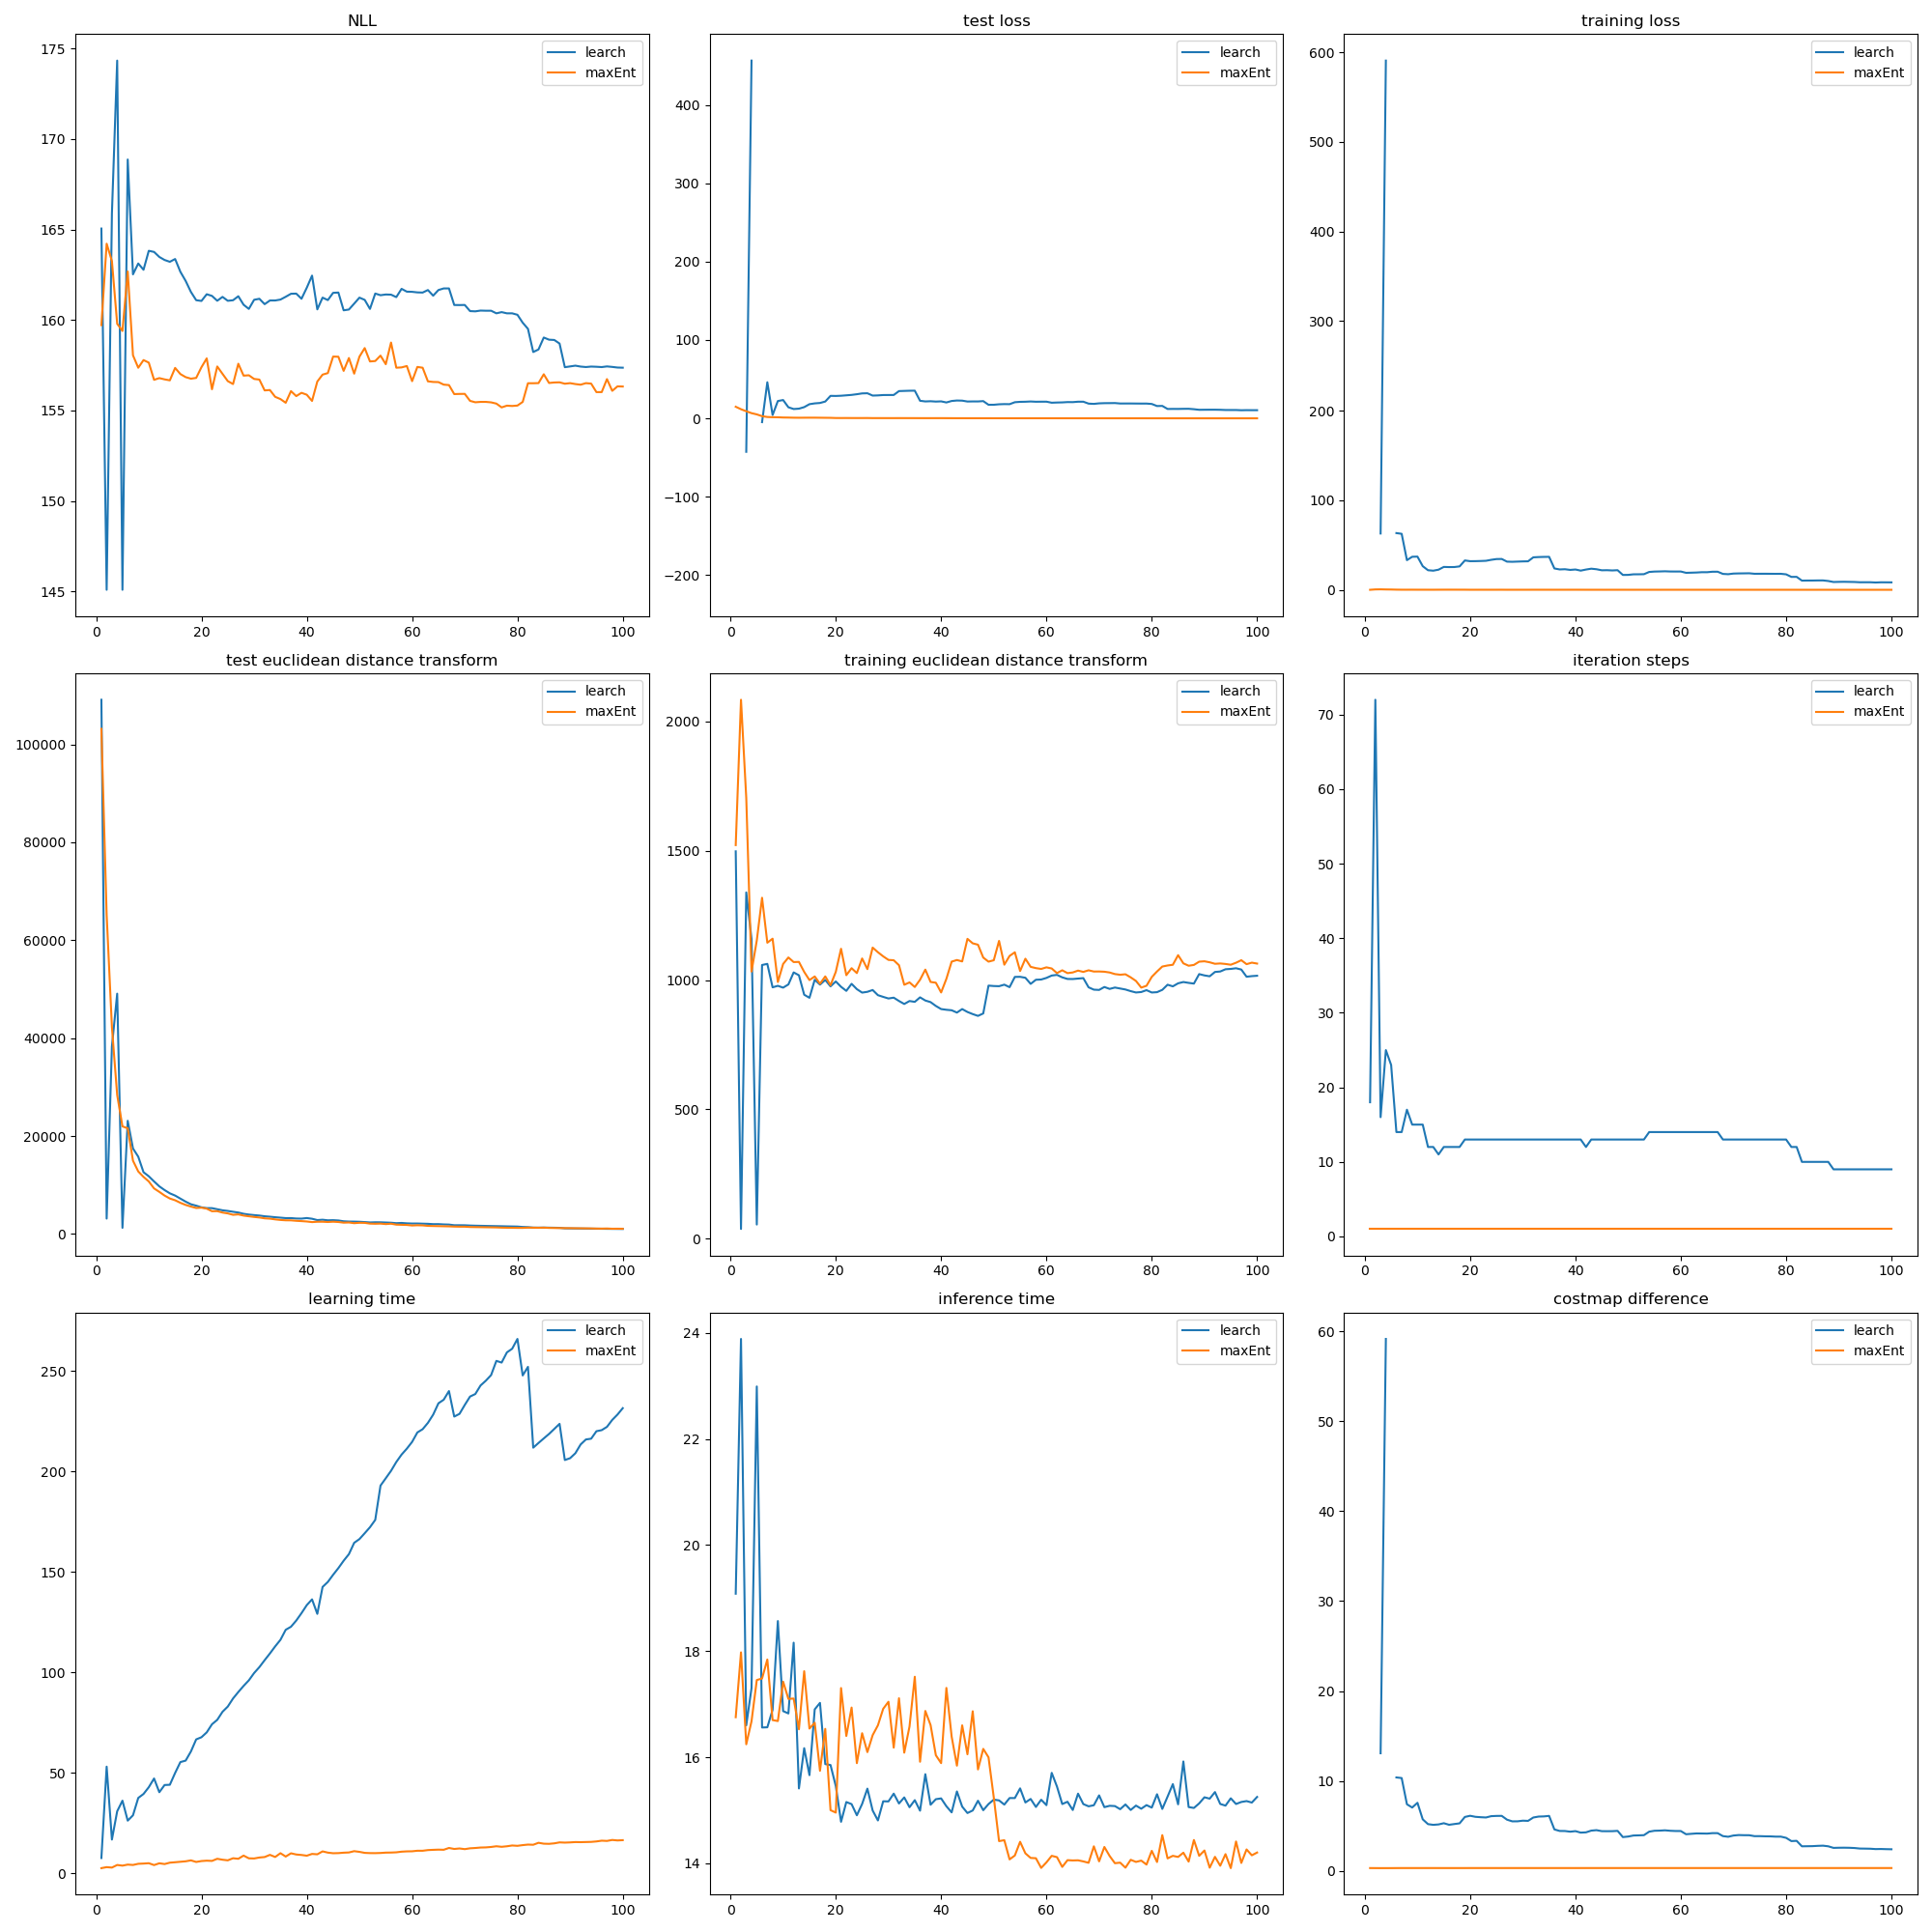 NLL
learch
maxEnt
175
170
165
160
155
150
145
0 20 40 60 80 100
test loss
learch
maxEnt
400
300
200
100
0
−100
−200
0 20 40 60 80 100
training loss
learch
maxEnt
600
500
400
300
200
100
0
0 20 40 60 80 100
test euclidean distance transform
learch
maxEnt
100000
80000
60000
40000
20000
0
0 20 40 60 80 100
training euclidean distance transform
learch
maxEnt
2000
1500
1000
500
0
0 20 40 60 80 100
iteration steps
learch
maxEnt
70
60
50
40
30
20
10
0
0 20 40 60 80 100
learning time
learch
maxEnt
250
200
150
100
50
0
0 20 40 60 80 100
inference time
learch
maxEnt
24
22
20
18
16
14
0 20 40 60 80 100
costmap difference
learch
maxEnt
60
50
40
30
20
10
0
0 20 40 60 80 100